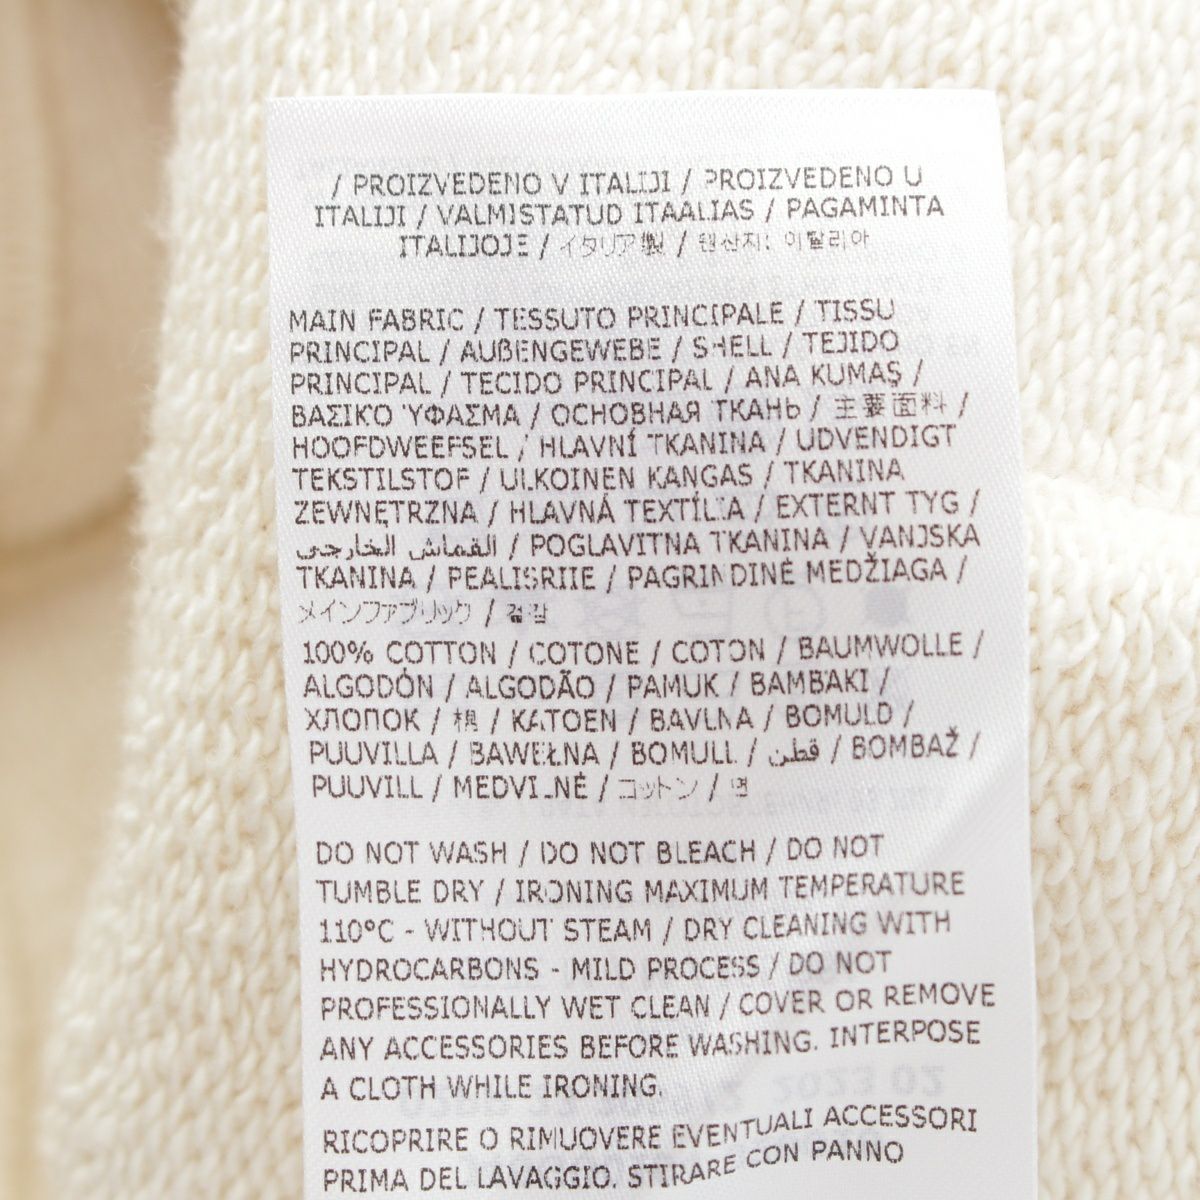 / PROIZVEDENO V ITALIJI / PROIZVEDENO U
ITALIJI / VALMISTATUD ITAALIAS / PAGAMINTA
ITALIJOJE / イタリア製 / 원산지: 이탈리아
MAIN FABRIC / TESSUTO PRINCIPALE / TISSU
PRINCIPAL / AUßENGEWEBE / SHELL / TEJIDO
PRINCIPAL / TECIDO PRINCIPAL / ANA KUMAŞ /
ΒΑΣΙΚΌ ΎΦΑΣΜΑ / ОСНОВНАЯ ТКАНЬ / 主要面料 /
HOOFDWEEFSEL / HLAVNÍ TKANINA / UDVENDIGT
TEKSTILSTOF / ULKOINEN KANGAS / TKANINA
ZEWNĘTRZNA / HLAVNÁ TEXTÍLIA / EXTERNT TYG /
القماش الخارجي / POGLAVITNA TKANINA / VANJSKA
TKANINA / PEALISRIIE / PAGRINDINĖ MEDŽIAGA /
メインファブリック / 겉감
100% COTTON / COTONE / COTON / BAUMWOLLE /
ALGODÓN / ALGODÃO / PAMUK / ΒΑΜΒΑΚΙ /
ХЛОПОК / 棉 / KATOEN / BAVLNA / BOMULD /
PUUVILLA / BAWEŁNA / BOMULL / قطن / BOMBAŽ /
PUUVILL / MEDVILNĖ / コットン / 면
DO NOT WASH / DO NOT BLEACH / DO NOT
TUMBLE DRY / IRONING MAXIMUM TEMPERATURE
110°C - WITHOUT STEAM / DRY CLEANING WITH
HYDROCARBONS - MILD PROCESS / DO NOT
PROFESSIONALLY WET CLEAN / COVER OR REMOVE
ANY ACCESSORIES BEFORE WASHING. INTERPOSE
A CLOTH WHILE IRONING.
RICOPRIRE O RIMUOVERE EVENTUALI ACCESSORI
PRIMA DEL LAVAGGIO. STIRARE CON PANNO